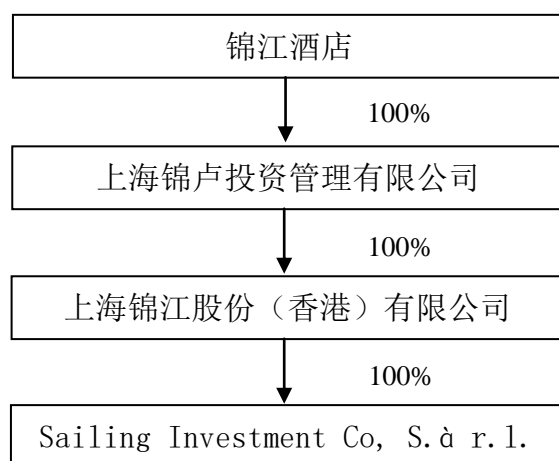 锦江酒店
100%
上海锦卢投资管理有限公司
100%
上海锦江股份（香港）有限公司
100%
Sailing Investment Co, S.à r.l.